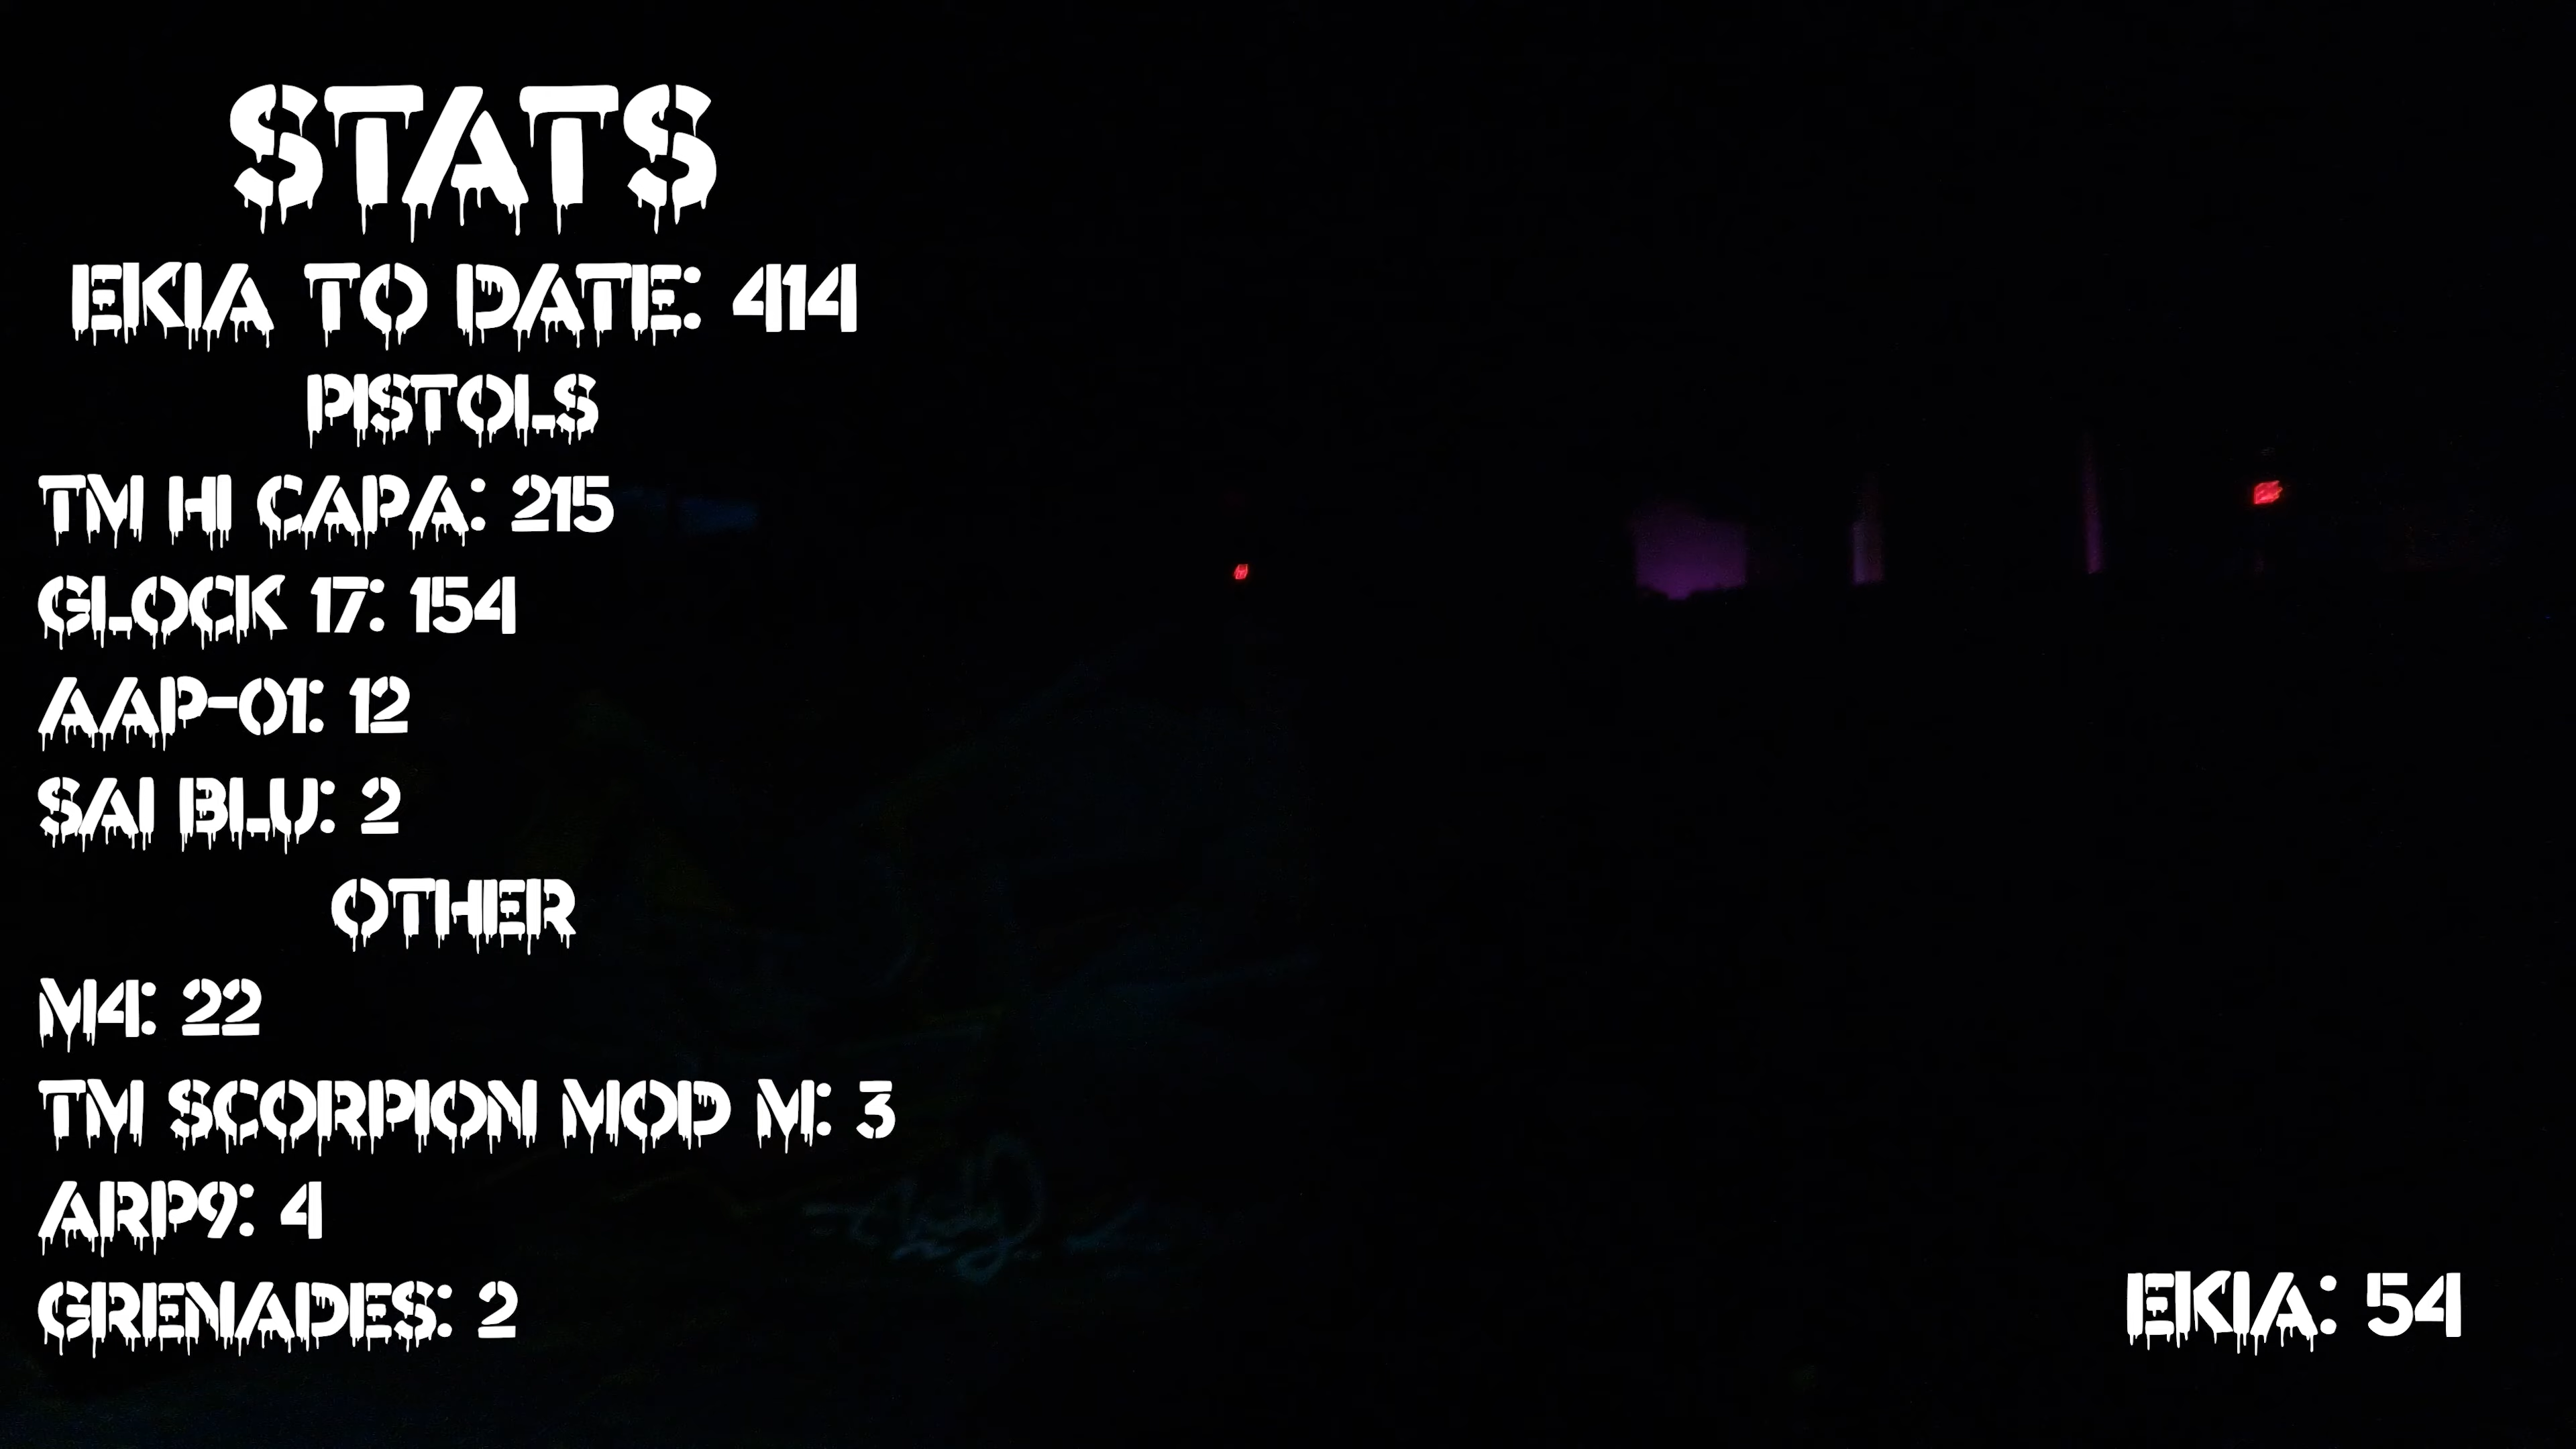 STATS
EKIA TO DATE: 414
PISTOLS
TM HI CAPA: 215
GLOCK 17: 154
AAP-01: 12
SAI BLU: 2
OTHER
M4: 22
TM SCORPION MOD M: 3
ARP9: 4
GRENADES: 2
EKIA: 54